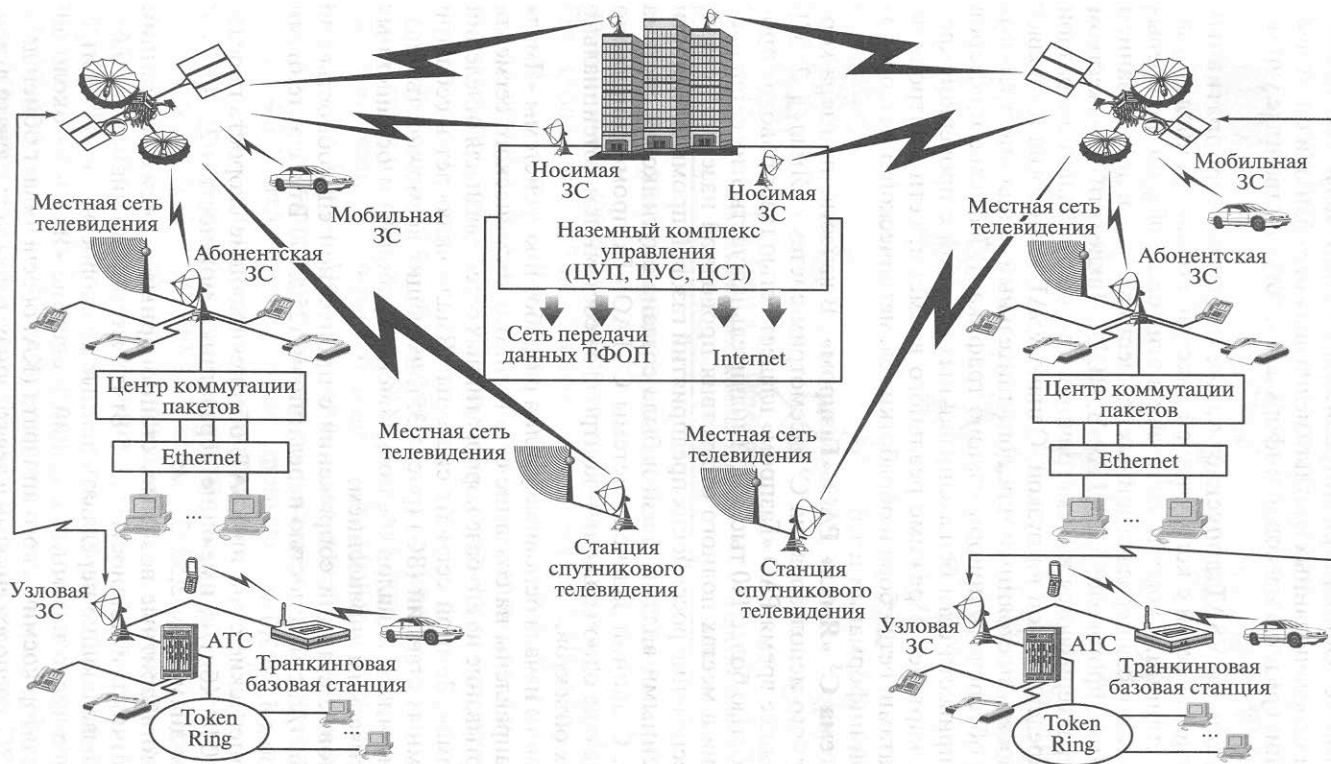 Носимая
ЗС
Носимая
ЗС
Наземный комплекс
управления
(ЦУП, ЦУС, ЦСТ)
Сеть передачи
данных ТФОП
Internet
Мобильная
ЗС
Местная сеть
телевидения
Абонентская
ЗС
Центр коммутации
пакетов
Ethernet
...
Местная сеть
телевидения
Станция
спутникового
телевидения
Узловая
ЗС
АТС
Транкинговая
базовая станция
Token
Ring
...
Мобильная
ЗС
Местная сеть
телевидения
Абонентская
ЗС
Центр коммутации
пакетов
Ethernet
...
Местная сеть
телевидения
Станция
спутникового
телевидения
Узловая
ЗС
АТС
Транкинговая
базовая станция
Token
Ring
...